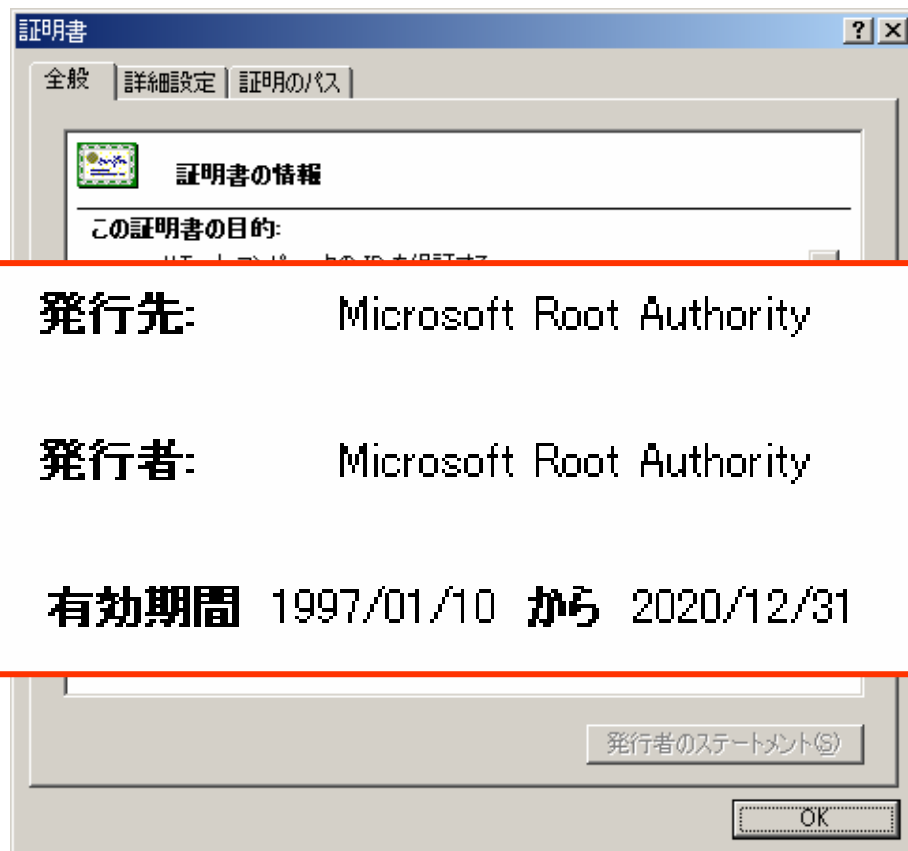 証明書
全般 詳細設定 証明のパス
証明書の情報
この証明書の目的:
発行先: Microsoft Root Authority
発行者: Microsoft Root Authority
有効期間 1997/01/10 から 2020/12/31
発行者のステートメント(S)
OK